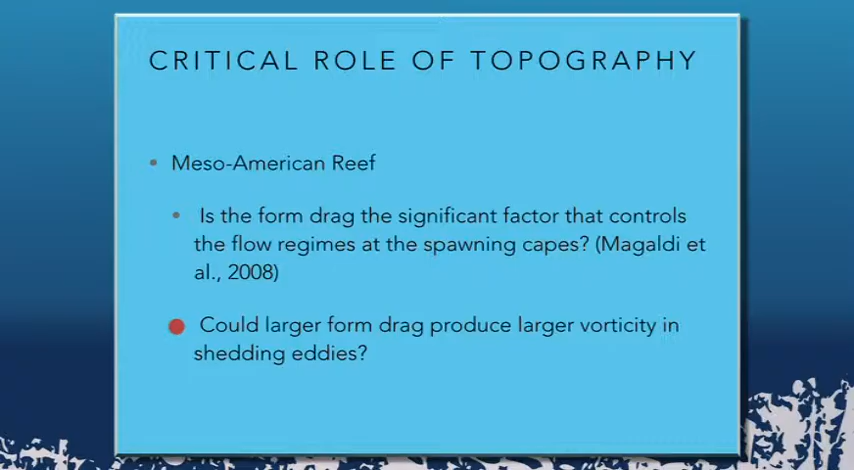 CRITICAL ROLE OF TOPOGRAPHY
• Meso-American Reef
• Is the form drag the significant factor that controls
the flow regimes at the spawning capes? (Magaldi et
al., 2008)
Could larger form drag produce larger vorticity in
shedding eddies?